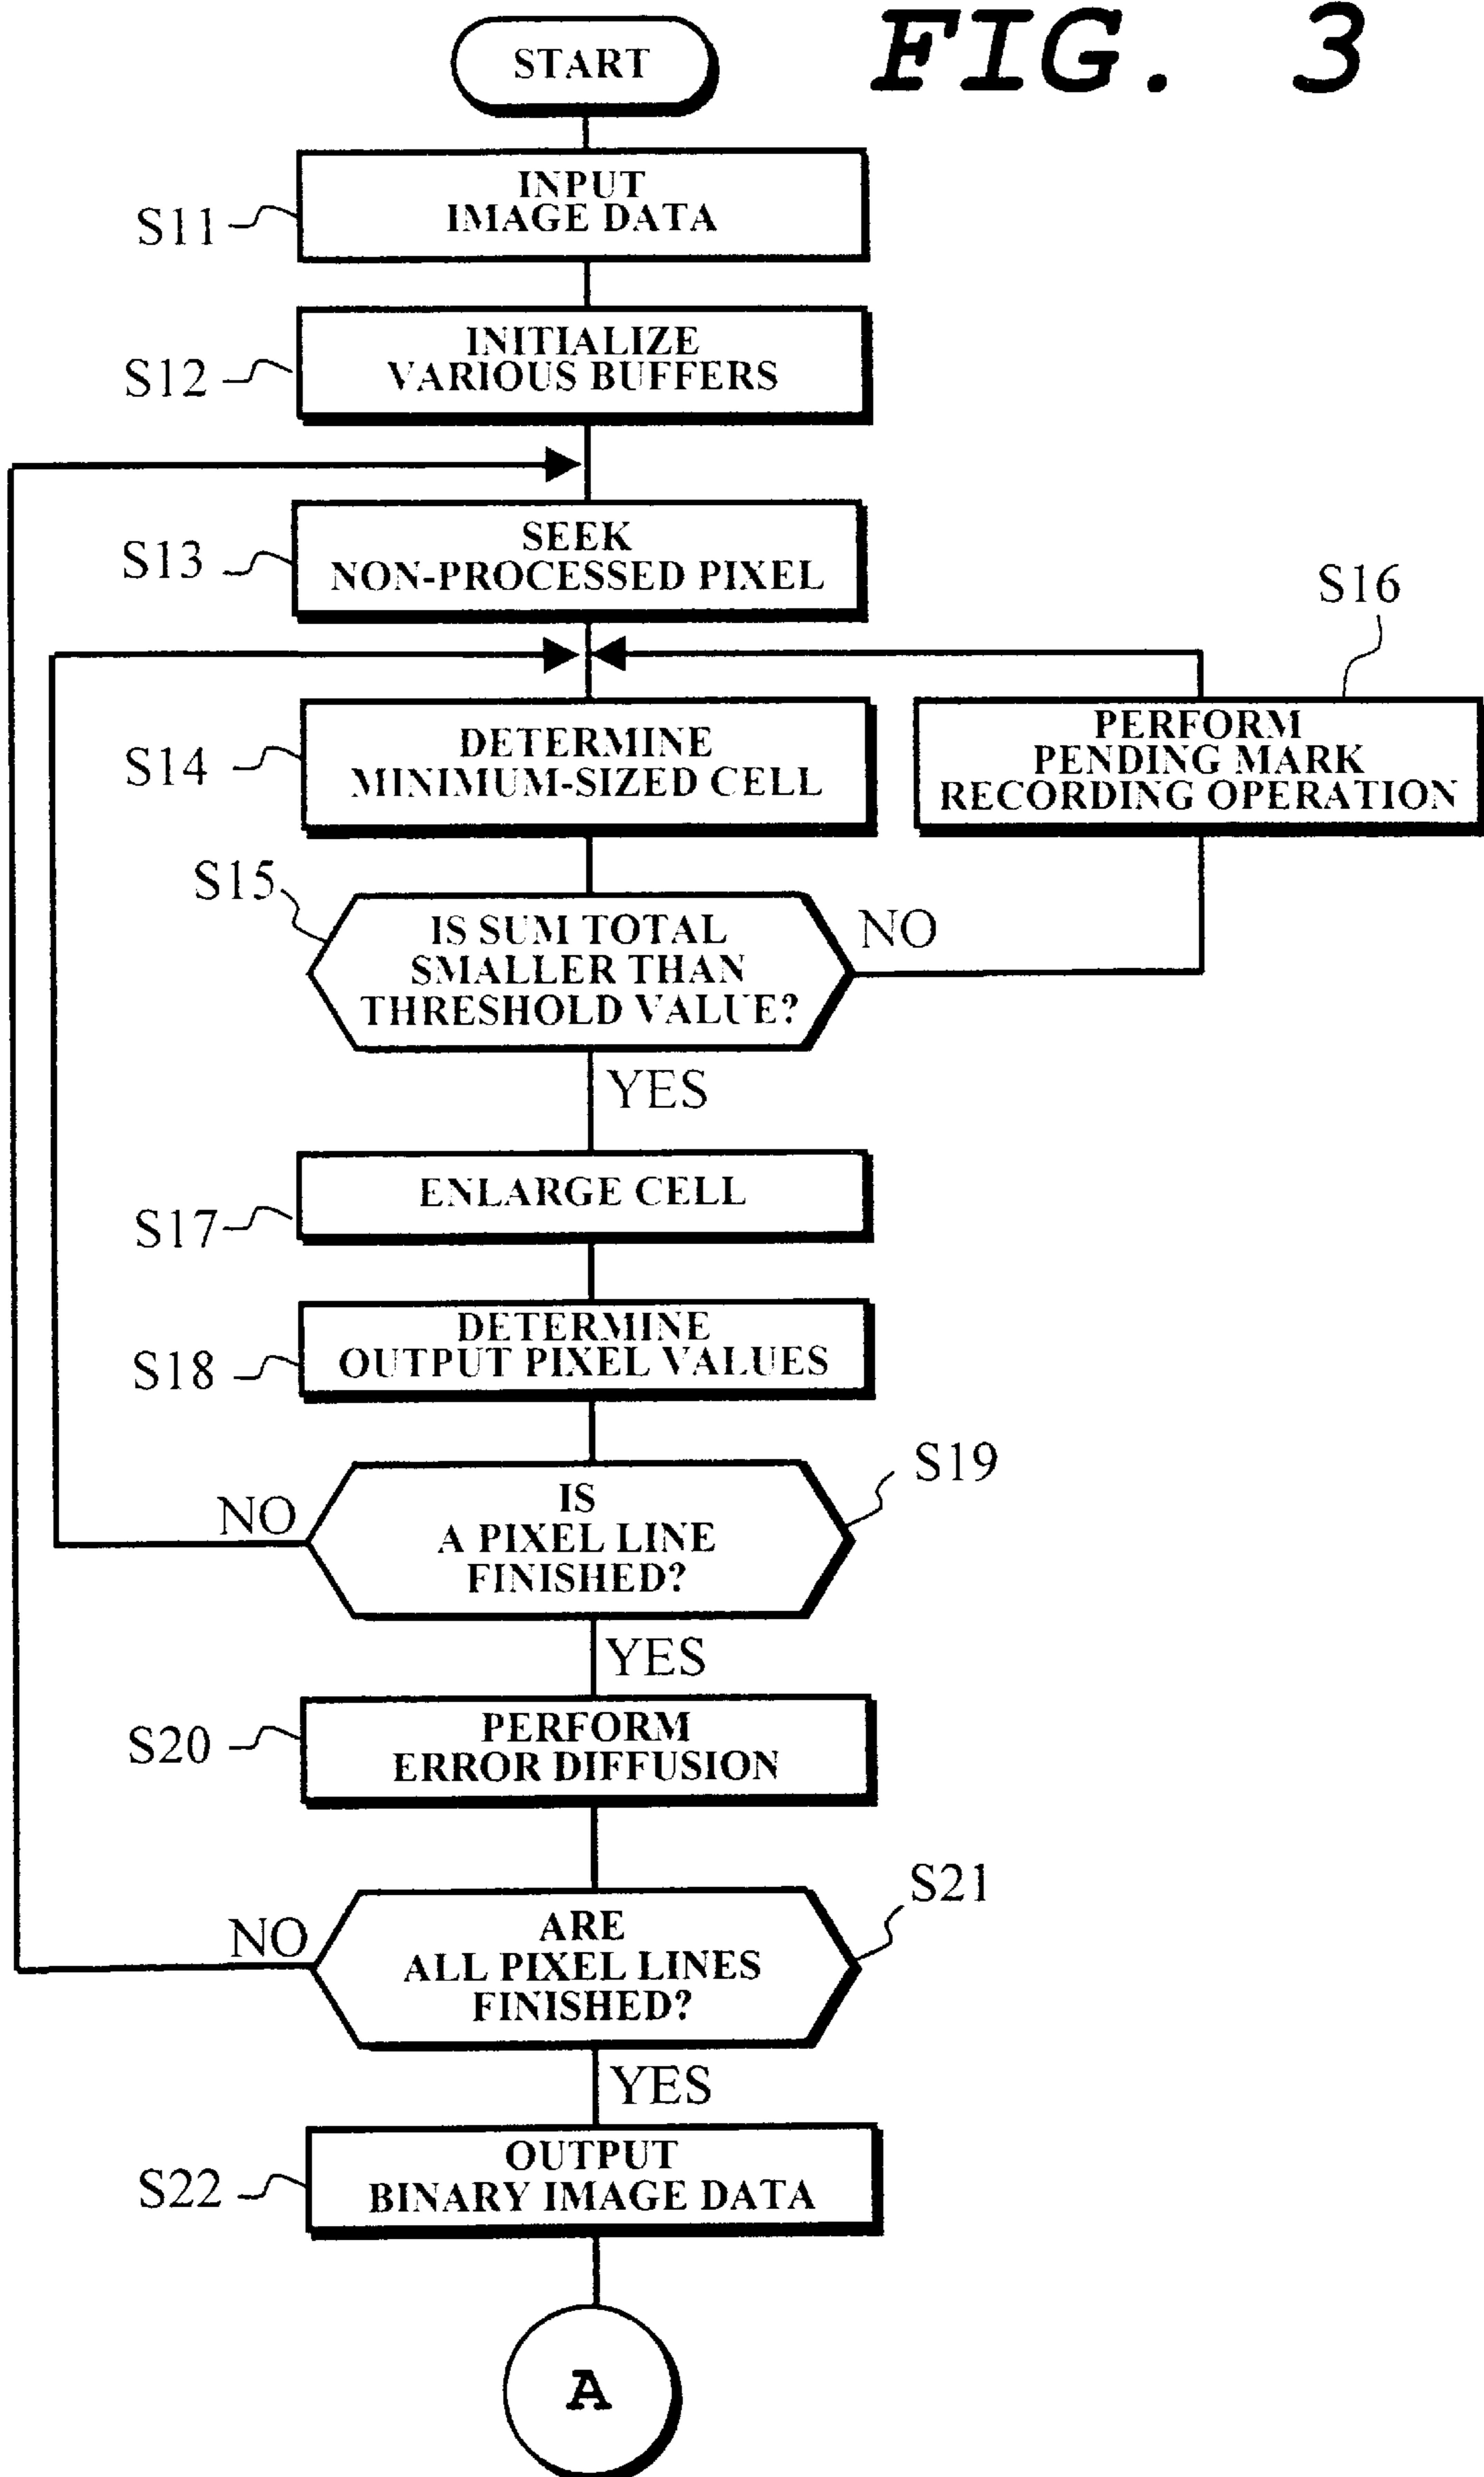 FIG. 3
START
S11
INPUT
IMAGE DATA
S12
INITIALIZE
VARIOUS BUFFERS
S13
SEEK
NON-PROCESSED PIXEL
S14
DETERMINE
MINIMUM-SIZED CELL
S16
PERFORM
PENDING MARK
RECORDING OPERATION
S15
IS SUM TOTAL
SMALLER THAN
THRESHOLD VALUE?
NO
YES
S17
ENLARGE CELL
S18
DETERMINE
OUTPUT PIXEL VALUES
S19
IS
A PIXEL LINE
FINISHED?
NO
YES
S20
PERFORM
ERROR DIFFUSION
S21
ARE
ALL PIXEL LINES
FINISHED?
NO
YES
S22
OUTPUT
BINARY IMAGE DATA
A